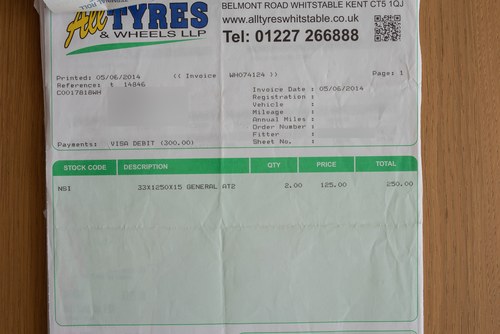 BELMONT ROAD WHITSTABLE KENT CT5 1QJ
All TYRES
& WHEELS LLP
www.alltyreswhitstable.co.uk
Tel: 01227 266888
Printed: 05/06/2014 (( Invoice WH074124 )) Page: 1
Reference: t 14846
C0017818WH
Invoice Date : 05/06/2014
Registration :
Vehicle :
Mileage :
Annual Miles :
Order Number :
Fitter :
Sheet No. :
Payments: VISA DEBIT (300.00)
STOCK CODE DESCRIPTION QTY PRICE TOTAL
NS1 33X1250X15 GENERAL AT2 2.00 125.00 250.00